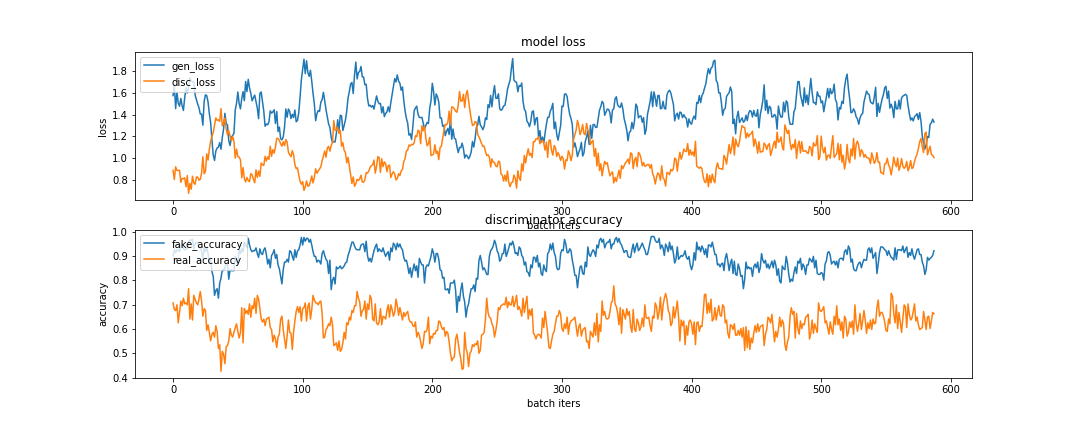 model loss
gen_loss
disc_loss
1.8
1.6
1.4
1.2
1.0
0.8
loss
0 100 200 300 400 500 600
batch iters
discriminator accuracy
fake_accuracy
real_accuracy
1.0
0.9
0.8
0.7
0.6
0.5
0.4
accuracy
0 100 200 300 400 500 600
batch iters